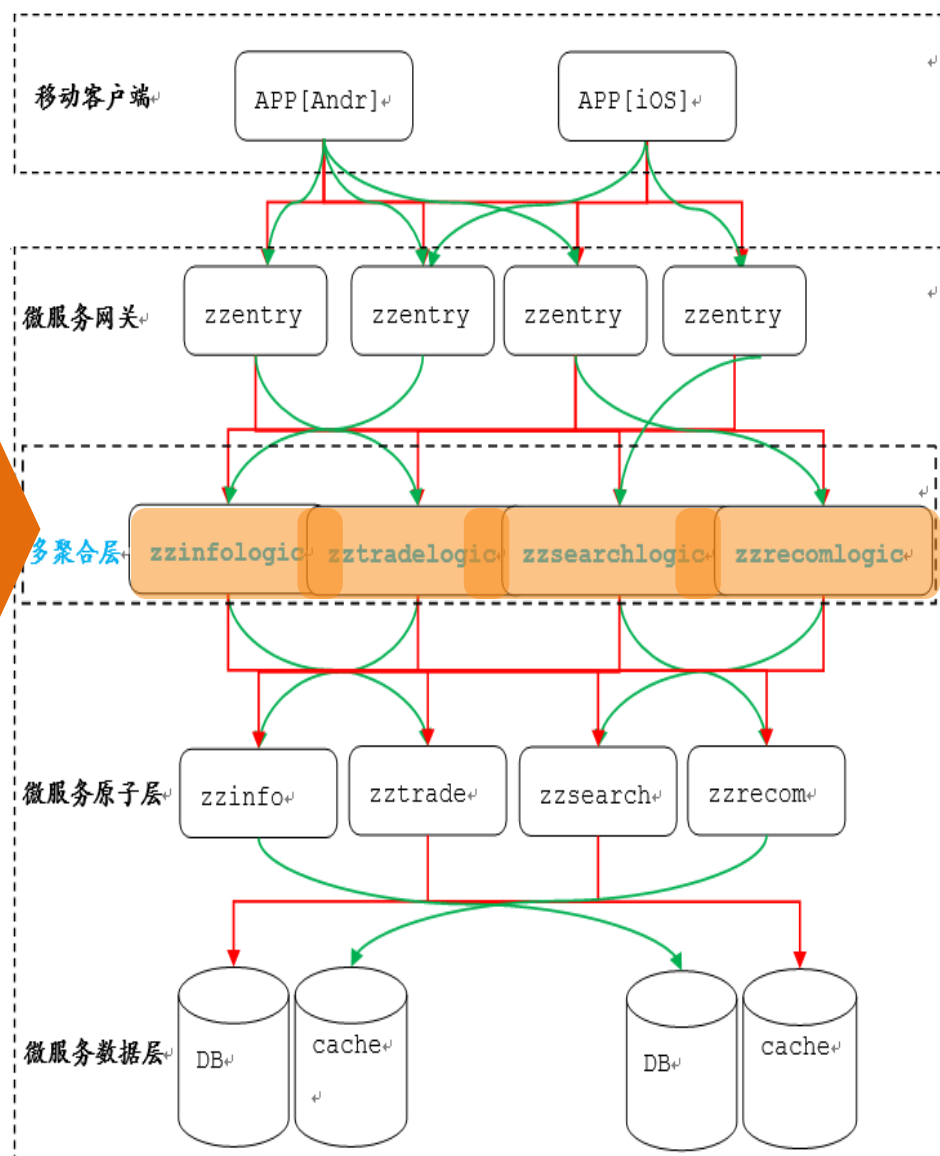 移动客户端
APP[Andr]
APP[iOS]
微服务网关
zzentry
zzentry
zzentry
zzentry
多聚合层
zzinfologic
zztradelogic
zzsearchlogic
zzrecomlogic
微服务原子层
zzinfo
zztrade
zzsearch
zzrecom
微服务数据层
DB
cache
DB
cache